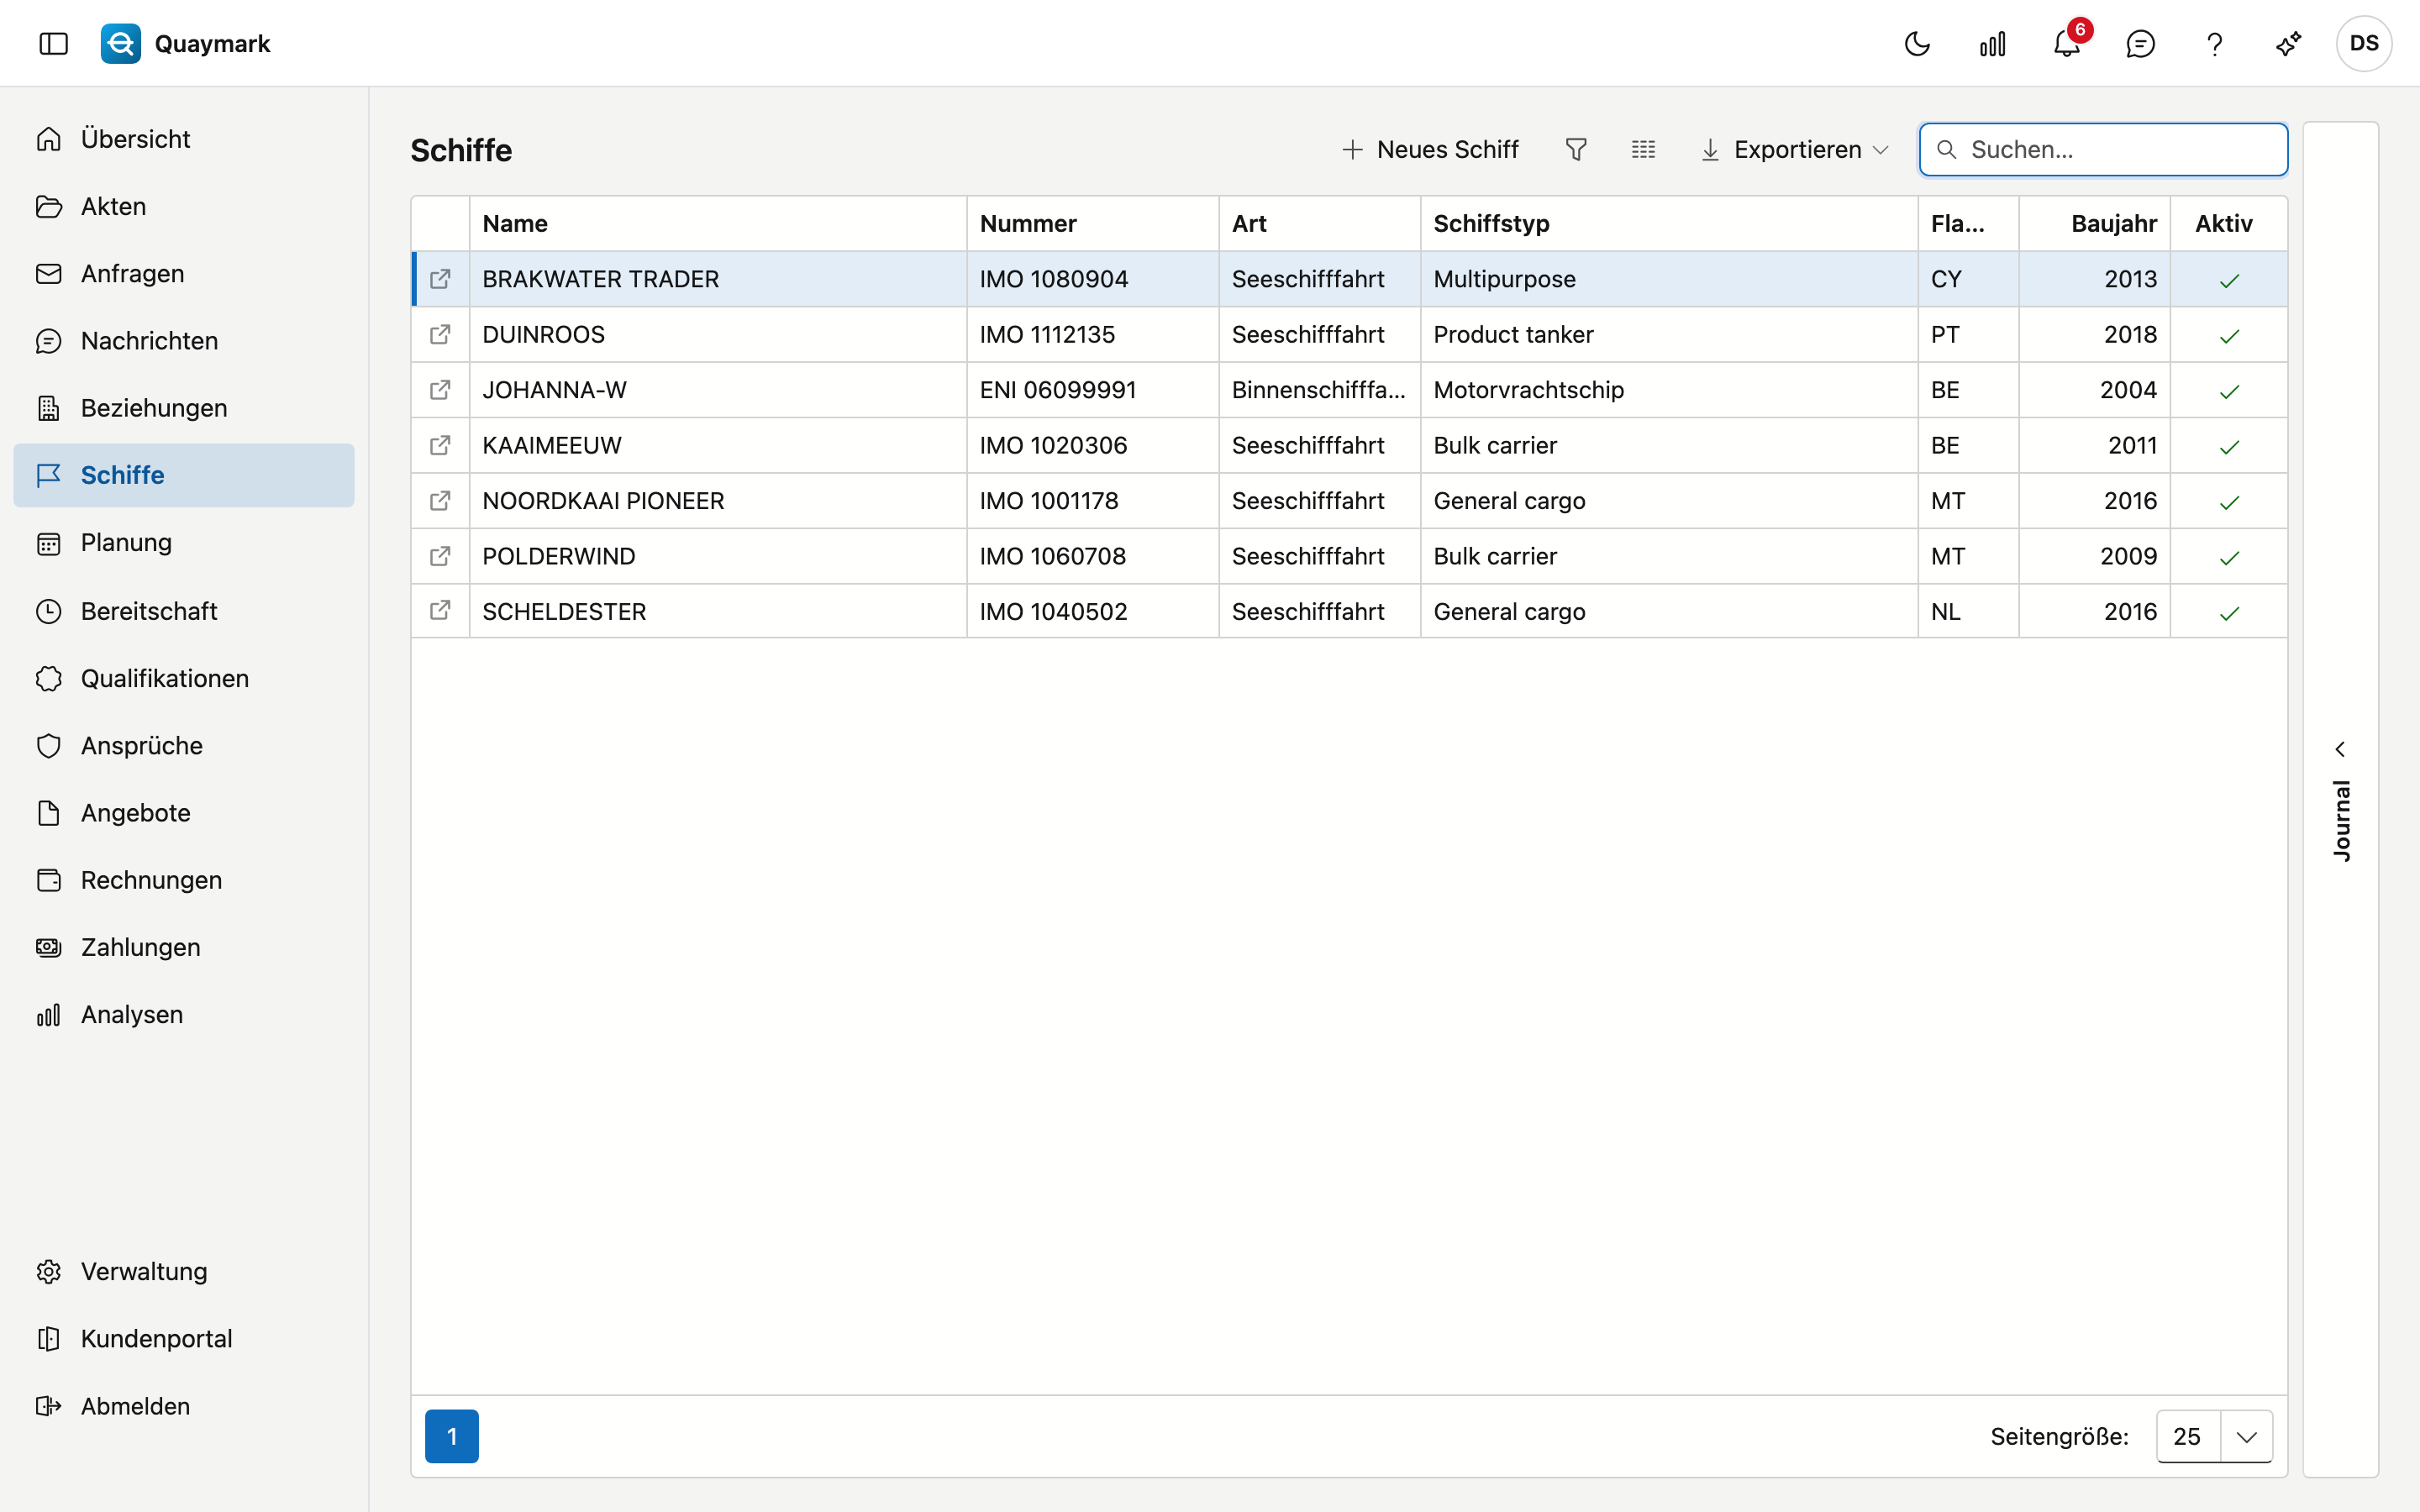 Quaymark
6
DS
Übersicht
Akten
Anfragen
Nachrichten
Beziehungen
Schiffe
Planung
Bereitschaft
Qualifikationen
Ansprüche
Angebote
Rechnungen
Zahlungen
Analysen
Verwaltung
Kundenportal
Abmelden
Schiffe
Neues Schiff
Exportieren
Suchen...
Name Nummer Art Schiffstyp Fla... Baujahr Aktiv
BRAKWATER TRADER IMO 1080904 Seeschifffahrt Multipurpose CY 2013
DUINROOS IMO 1112135 Seeschifffahrt Product tanker PT 2018
JOHANNA-W ENI 06099991 Binnenschifffa... Motorvrachtschip BE 2004
KAAIMEEUW IMO 1020306 Seeschifffahrt Bulk carrier BE 2011
NOORDKAAI PIONEER IMO 1001178 Seeschifffahrt General cargo MT 2016
POLDERWIND IMO 1060708 Seeschifffahrt Bulk carrier MT 2009
SCHELDESTER IMO 1040502 Seeschifffahrt General cargo NL 2016
1
Seitengröße: 25
Journal